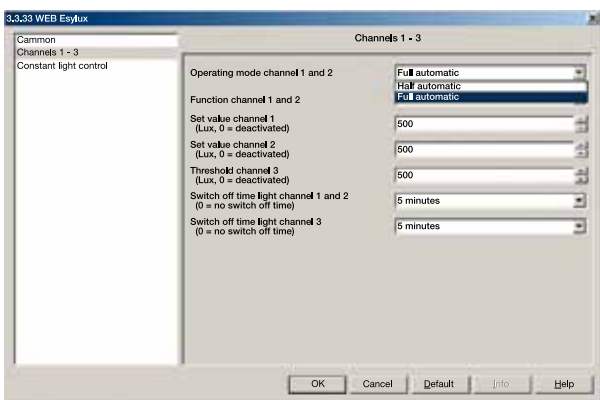 3.3.33 WEB Esylux
Cammon
Channels 1 - 3
Constant light control
Channels 1 - 3
Operating mode channel 1 and 2
Full automatic
Half automatic
Full automatic
Function channel 1 and 2
Set value channel 1
(Lux, 0 = deactivated)
500
Set value channel 2
(Lux, 0 = deactivated)
500
Threshold channel 3
(Lux, 0 = deactivated)
500
Switch off time light channel 1 and 2
(0 = no switch off time)
5 minutes
Switch off time light channel 3
(0 = no switch off time)
5 minutes
OK Cancel Default Info Help